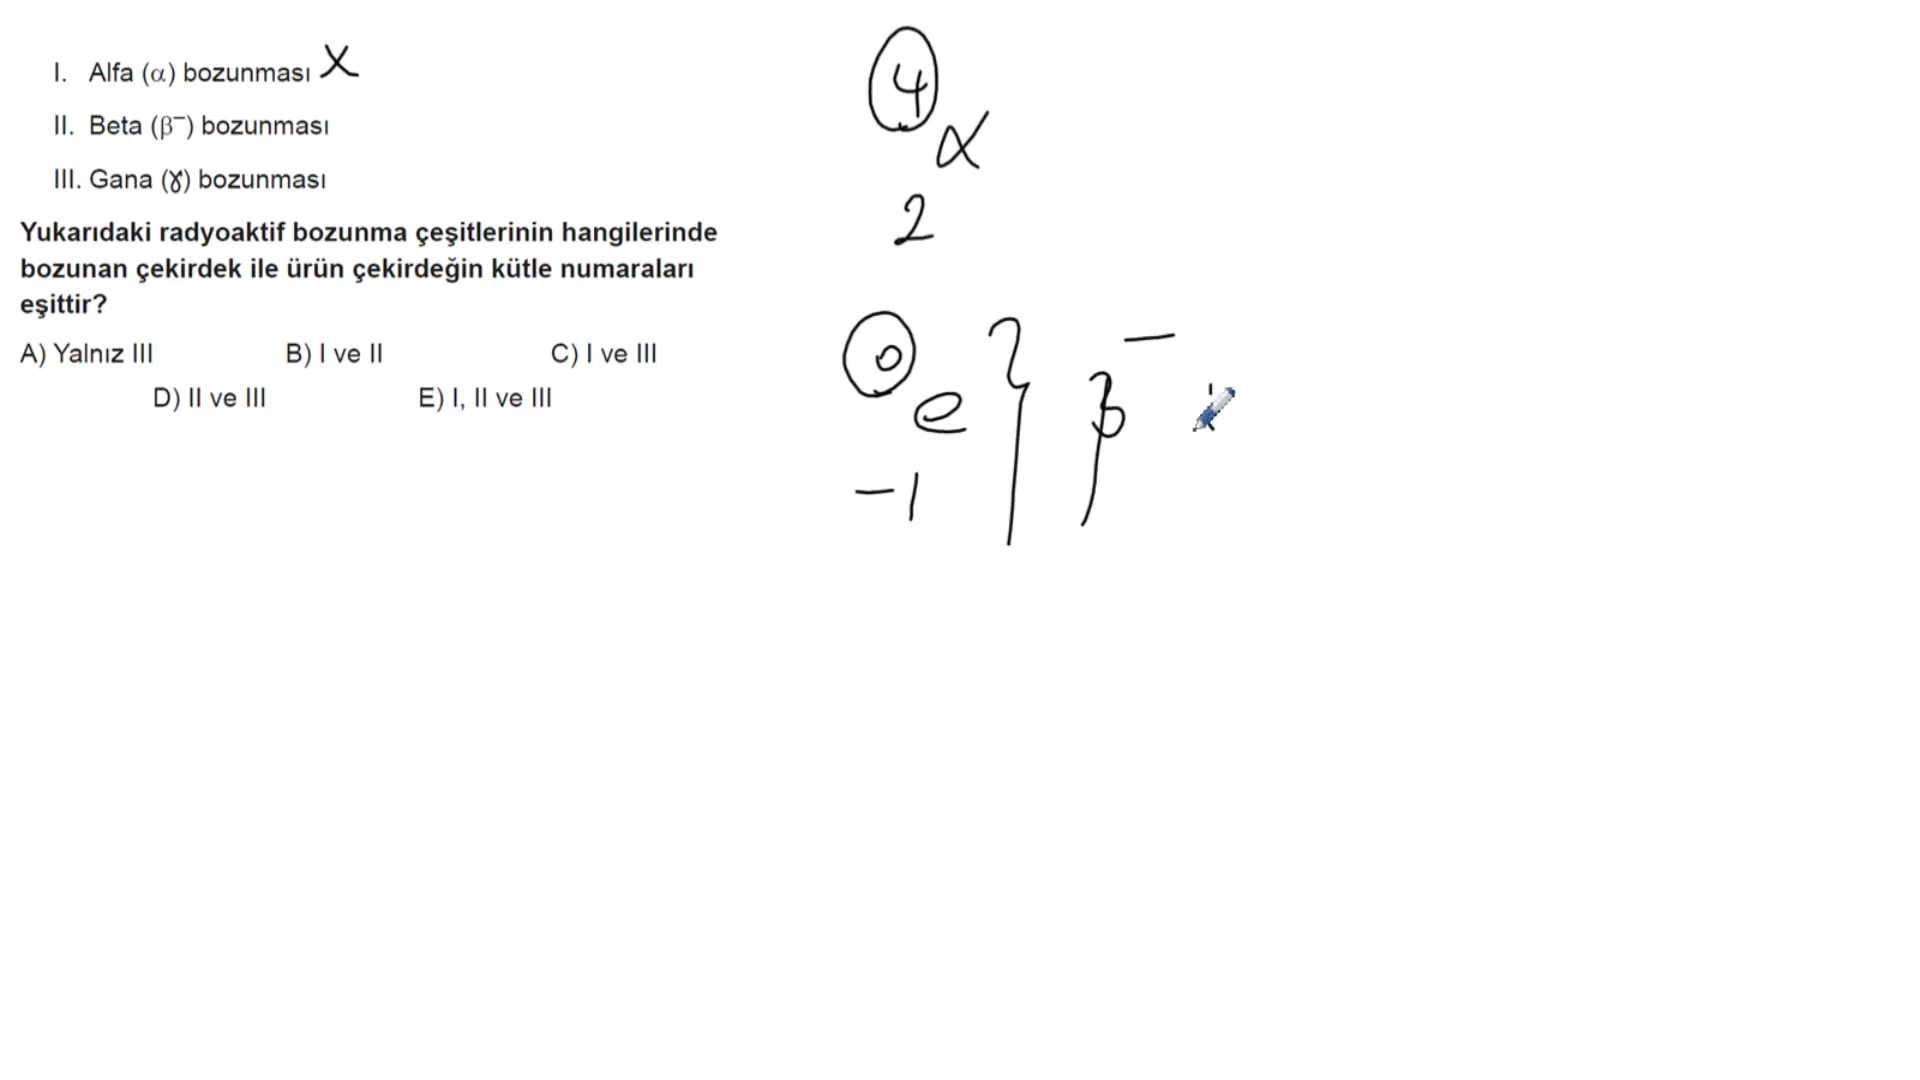 I. Alfa (α) bozunması X
II. Beta (β⁻) bozunması
III. Gana (ɣ) bozunması
Yukarıdaki radyoaktif bozunma çeşitlerinin hangilerinde
bozunan çekirdek ile ürün çekirdeğin kütle numaraları
eşittir?
A) Yalnız III B) I ve II C) I ve III
D) II ve III E) I, II ve III
4
α
2
0
e } β⁻
-1